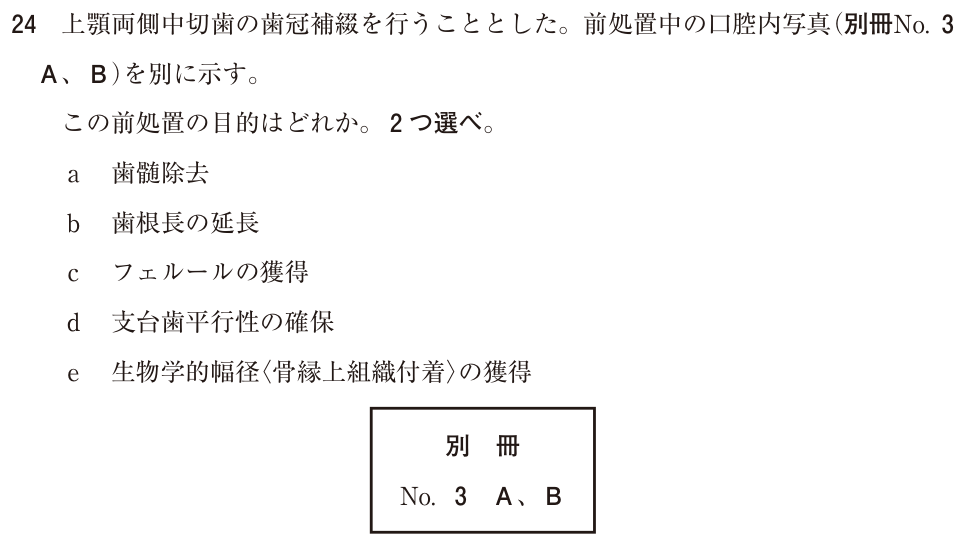 24 上顎両側中切歯の歯冠補綴を行うこととした。前処置中の口腔内写真(別冊No. 3
A、B)を別に示す。
この前処置の目的はどれか。2つ選べ。
a 歯髄除去
b 歯根長の延長
c フェルールの獲得
d 支台歯平行性の確保
e 生物学的幅径〈骨縁上組織付着〉の獲得
別 冊
No. 3 A、B